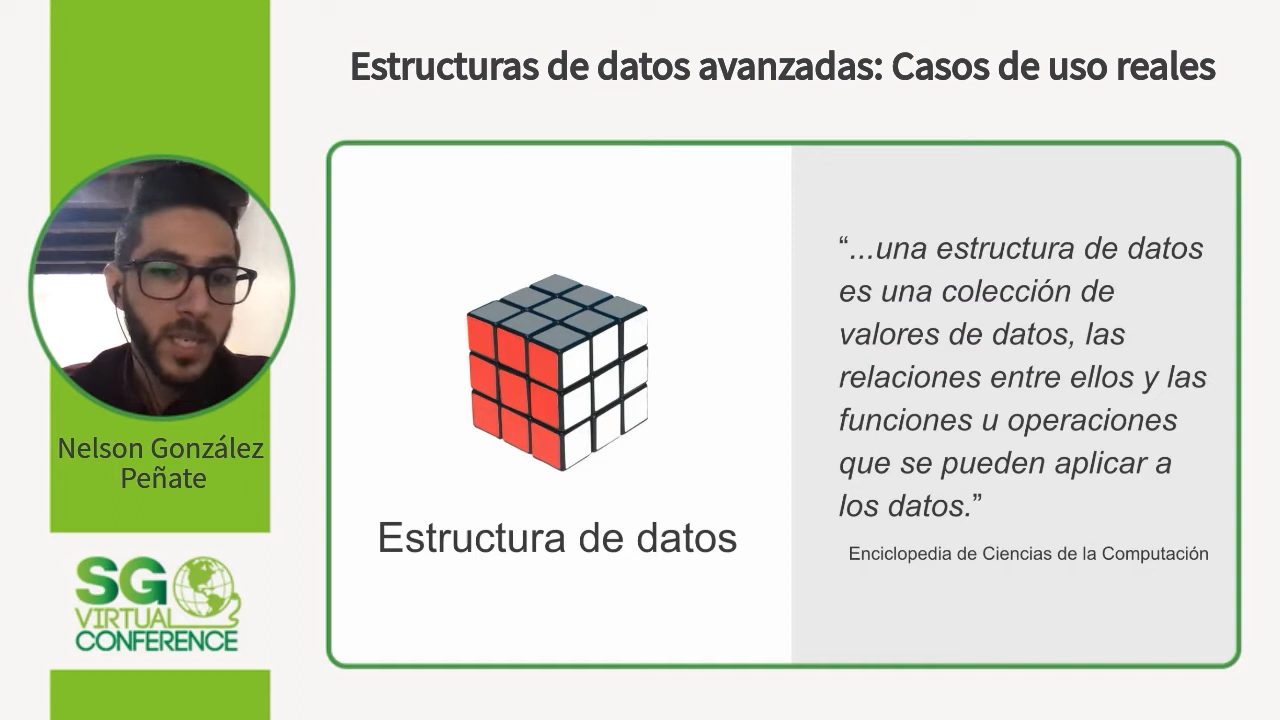 Estructuras de datos avanzadas: Casos de uso reales
Nelson González
Peñate
SG
VIRTUAL
CONFERENCE
Estructura de datos
“...una estructura de datos
es una colección de
valores de datos, las
relaciones entre ellos y las
funciones u operaciones
que se pueden aplicar a
los datos.”
Enciclopedia de Ciencias de la Computación